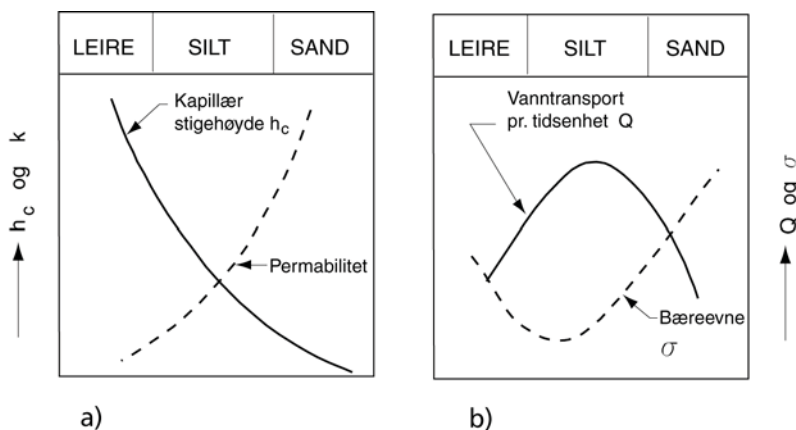 LEIRE SILT SAND
Kapillær
stigehøyde h_c
Permabilitet
h_c og k
a)
LEIRE SILT SAND
Vanntransport
pr. tidsenhet Q
Bæreevne
σ
Q og σ
b)